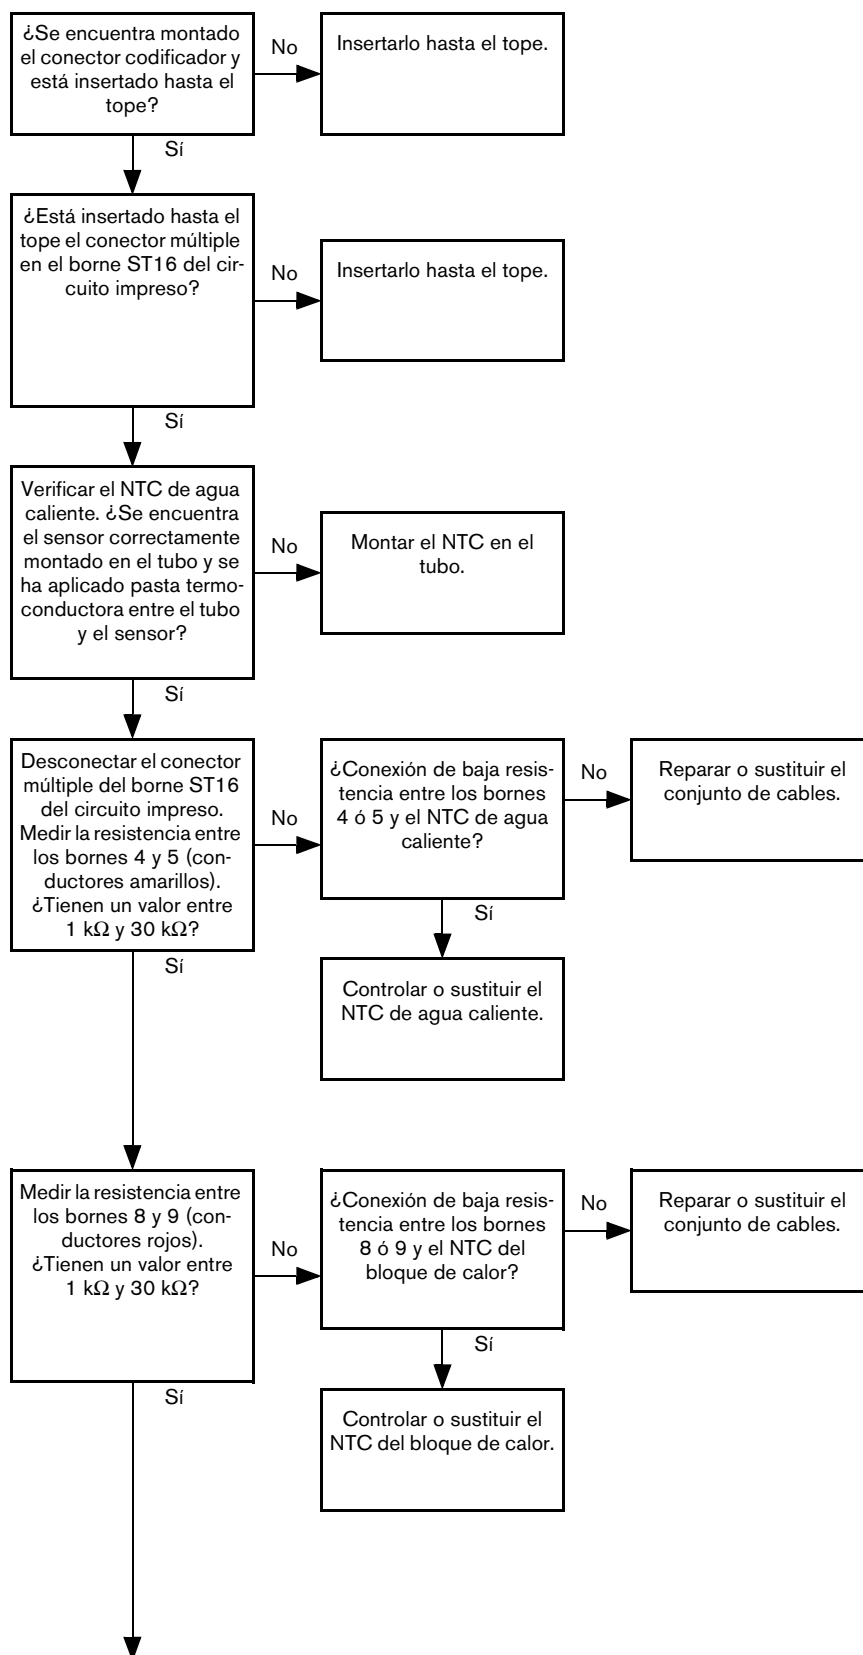 ¿Se encuentra montado
el conector codificador y
está insertado hasta el
tope?
No
Insertarlo hasta el tope.
Sí
¿Está insertado hasta el
tope el conector múltiple
en el borne ST16 del cir-
cuito impreso?
No
Insertarlo hasta el tope.
Sí
Verificar el NTC de agua
caliente. ¿Se encuentra
el sensor correctamente
montado en el tubo y se
ha aplicado pasta termo-
conductora entre el tubo
y el sensor?
No
Montar el NTC en el
tubo.
Sí
Desconectar el conector
múltiple del borne ST16
del circuito impreso.
Medir la resistencia entre
los bornes 4 y 5 (con-
ductores amarillos).
¿Tienen un valor entre
1 kΩ y 30 kΩ?
No
¿Conexión de baja resis-
tencia entre los bornes
4 ó 5 y el NTC de agua
caliente?
No
Reparar o sustituir el
conjunto de cables.
Sí
Controlar o sustituir el
NTC de agua caliente.
Sí
Medir la resistencia entre
los bornes 8 y 9 (con-
ductores rojos).
¿Tienen un valor entre
1 kΩ y 30 kΩ?
No
¿Conexión de baja resis-
tencia entre los bornes
8 ó 9 y el NTC del
bloque de calor?
No
Reparar o sustituir el
conjunto de cables.
Sí
Controlar o sustituir el
NTC del bloque de calor.
Sí